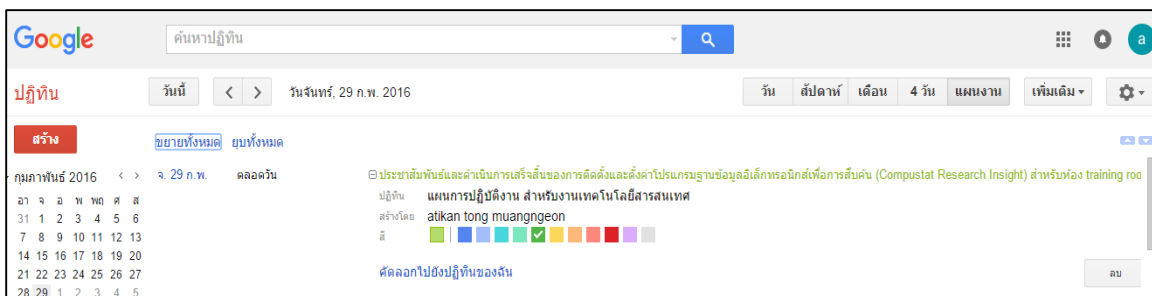 Google ค้นหาปฏิทิน a
ปฏิทิน วันนี้ < > วันจันทร์, 29 ก.พ. 2016 วัน สัปดาห์ เดือน 4 วัน แผนงาน เพิ่มเติม
สร้าง ขยายทั้งหมด ยุบทั้งหมด
กุมภาพันธ์ 2016 < > จ. 29 ก.พ. ตลอดวัน ประชาสัมพันธ์และดำเนินการเสร็จสิ้นของการติดตั้งและตั้งค่าโปรแกรมฐานข้อมูลอิเล็กทรอนิกส์เพื่อการสืบค้น (Compustat Research Insight) สำหรับห้อง training roo
อา จ อ พ พฤ ศ ส ปฏิทิน แผนการปฏิบัติงาน สำหรับงานเทคโนโลยีสารสนเทศ
31 1 2 3 4 5 6 สร้างโดย atikan tong muangngeon
7 8 9 10 11 12 13 สี
14 15 16 17 18 19 20
21 22 23 24 25 26 27 คัดลอกไปยังปฏิทินของฉัน ลบ
28 29 1 2 3 4 5